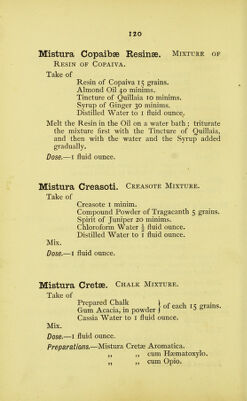 120
Mistura Copaibæ Resinæ. MIXTURE OF
RESIN OF COPAIVA.
Take of
Resin of Copaiva 15 grains.
Almond Oil 40 minims.
Tincture of Quillaia 10 minims.
Syrup of Ginger 30 minims.
Distilled Water to 1 fluid ounce.
Melt the Resin in the Oil on a water bath; triturate
the mixture first with the Tincture of Quillaia,
and then with the water and the Syrup added
gradually.
Dose.—1 fluid ounce.
Mistura Creasoti. CREASOTE MIXTURE.
Take of
Creasote 1 minim.
Compound Powder of Tragacanth 5 grains.
Spirit of Juniper 20 minims.
Chloroform Water ½ fluid ounce.
Distilled Water to 1 fluid ounce.
Mix.
Dose.—1 fluid ounce.
Mistura Cretæ. CHALK MIXTURE.
Take of
Prepared Chalk
Gum Acacia, in powder } of each 15 grains.
Cassia Water to 1 fluid ounce.
Mix.
Dose.—1 fluid ounce.
Preparations.—Mistura Cretæ Aromatica.
„ „ cum Hæmatoxylo.
„ „ cum Opio.